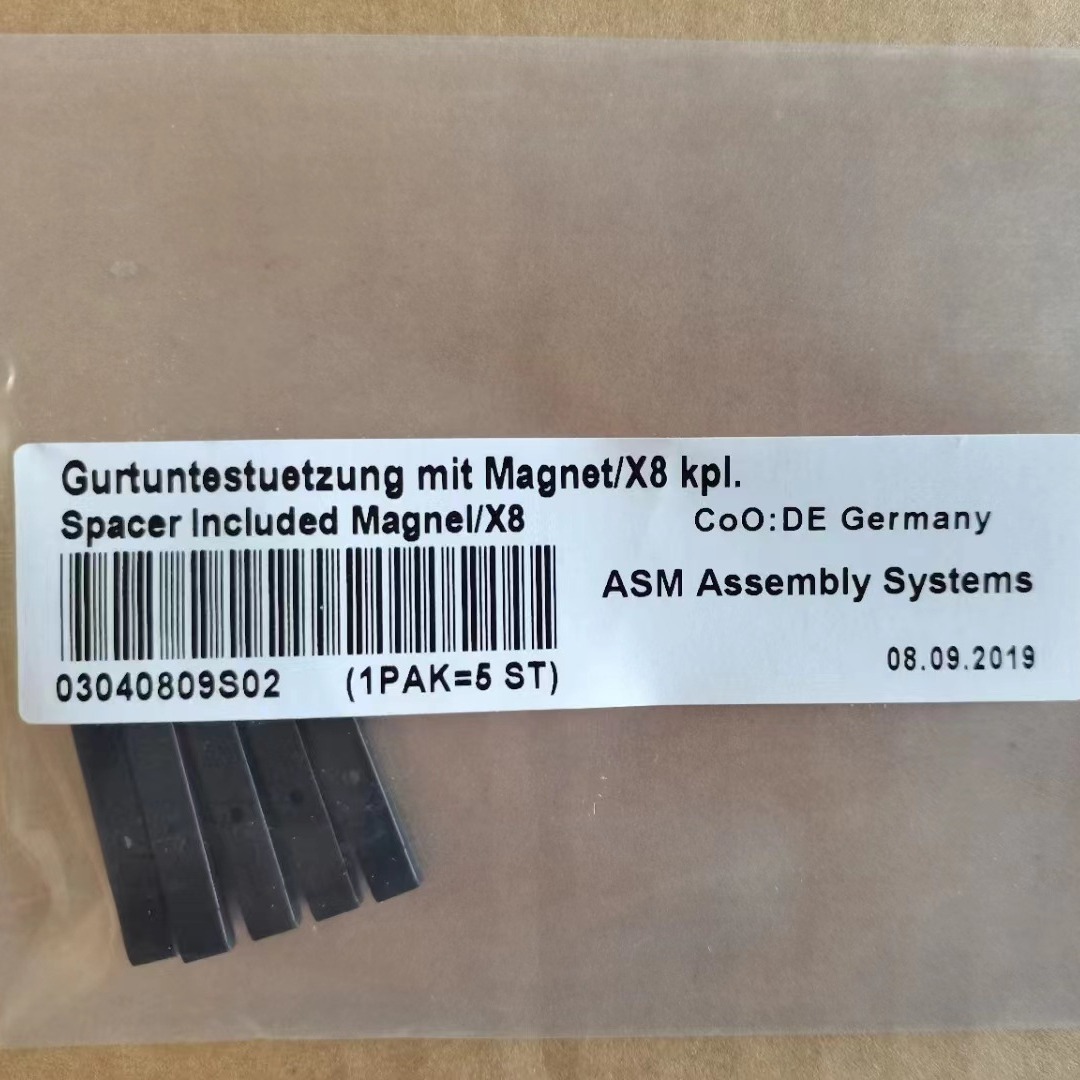 Gurtuntestuetzung mit Magnet/X8 kpl.
Spacer Included Magnel/X8
CoO:DE Germany
ASM Assembly Systems
08.09.2019
03040809S02 (1PAK=5 ST)